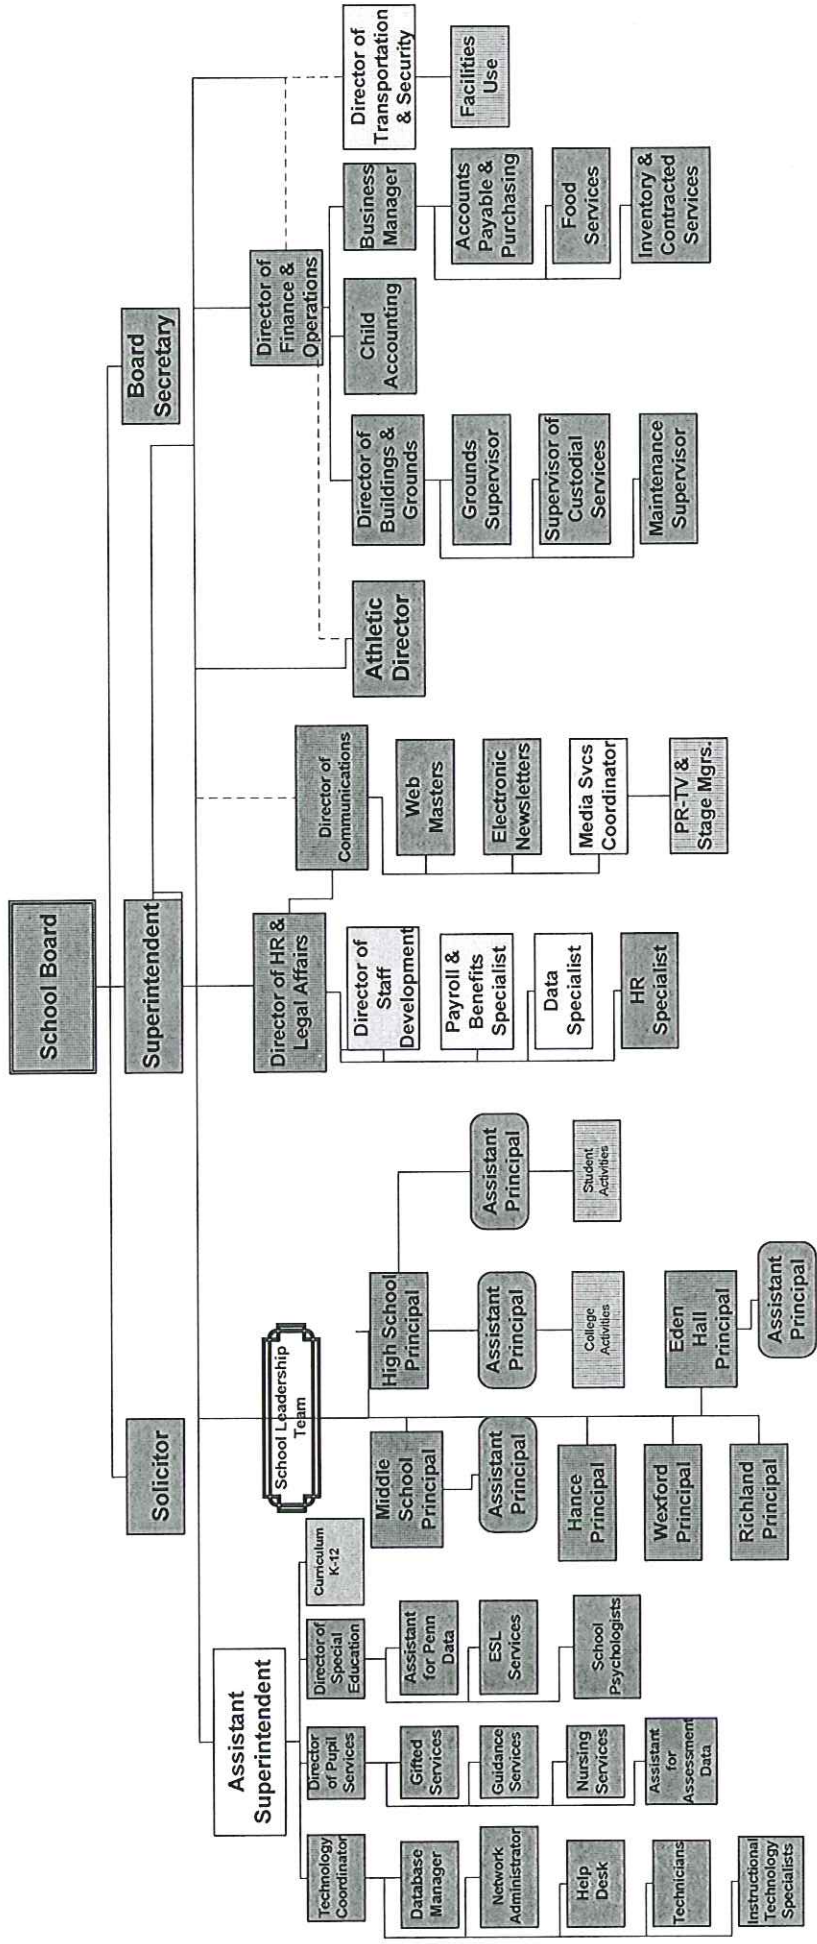 School Board
Solicitor
Superintendent
Board
Secretary
Assistant
Superintendent
School Leadership
Team
Director of HR &
Legal Affairs
Director of
Communications
Athletic
Director
Director of
Finance &
Operations
Director of
Transportation
& Security
Technology
Coordinator
Director
of Pupil
Services
Director of
Special
Education
Curriculum
K-12
Database
Manager
Network
Administrator
Help
Desk
Technicians
Instructional
Technology
Specialists
Gifted
Services
Guidance
Services
Nursing
Services
Assistant
for
Assessment
Data
Assistant
for Penn
Data
ESL
Services
School
Psychologists
Middle
School
Principal
Assistant
Principal
High School
Principal
Assistant
Principal
College
Activities
Assistant
Principal
Student
Activities
Hance
Principal
Wexford
Principal
Richland
Principal
Eden
Hall
Principal
Assistant
Principal
Director of
Staff
Development
Payroll &
Benefits
Specialist
Data
Specialist
HR
Specialist
Web
Masters
Electronic
Newsletters
Media Svcs
Coordinator
PR-TV &
Stage Mgrs.
Director of
Buildings &
Grounds
Grounds
Supervisor
Supervisor of
Custodial
Services
Maintenance
Supervisor
Child
Accounting
Business
Manager
Accounts
Payable &
Purchasing
Food
Services
Inventory &
Contracted
Services
Facilities
Use